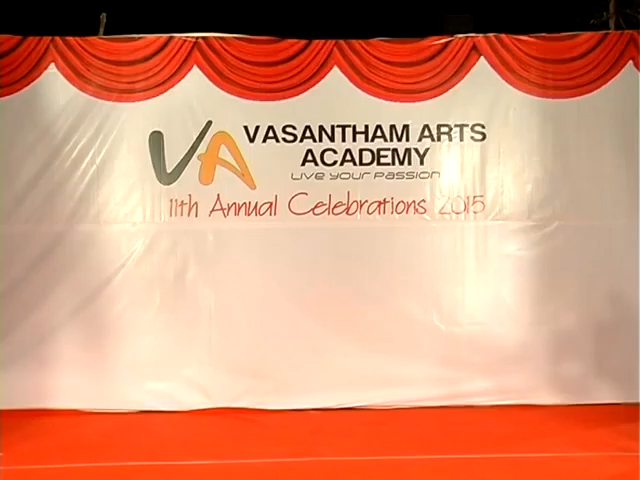 VA
VASANTHAM ARTS
ACADEMY
LIVE YOUR PASSION
11th Annual Celebrations 2015